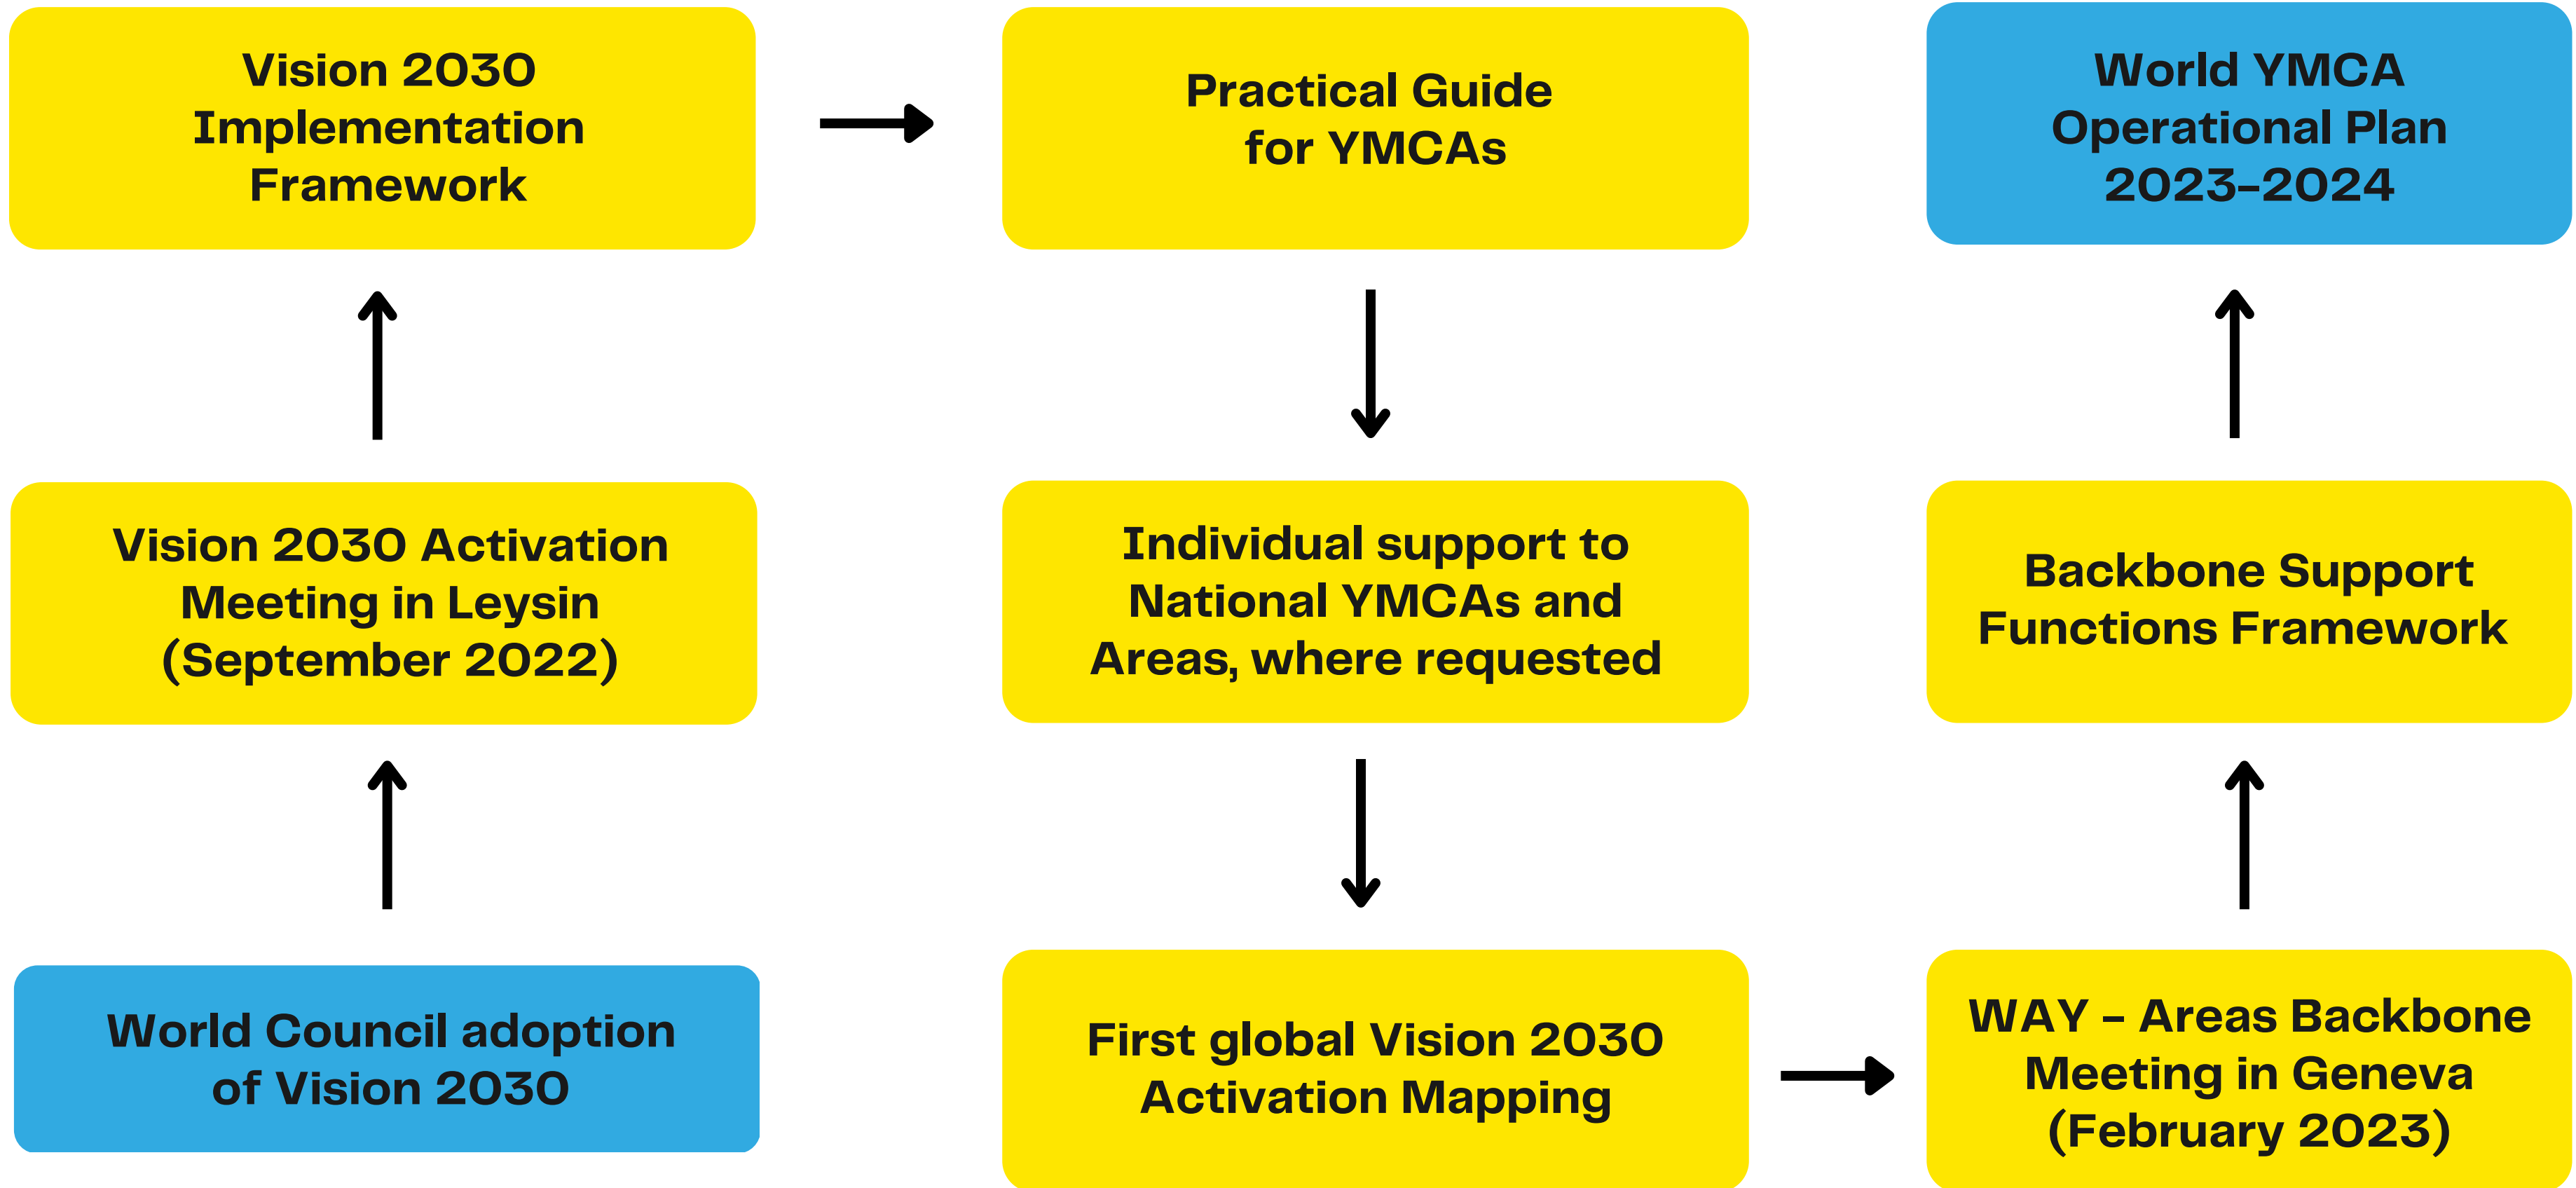 Vision 2030
Implementation
Framework
Practical Guide
for YMCAs
World YMCA
Operational Plan
2023-2024
Vision 2030 Activation
Meeting in Leysin
(September 2022)
Individual support to
National YMCAs and
Areas, where requested
Backbone Support
Functions Framework
World Council adoption
of Vision 2030
First global Vision 2030
Activation Mapping
WAY - Areas Backbone
Meeting in Geneva
(February 2023)